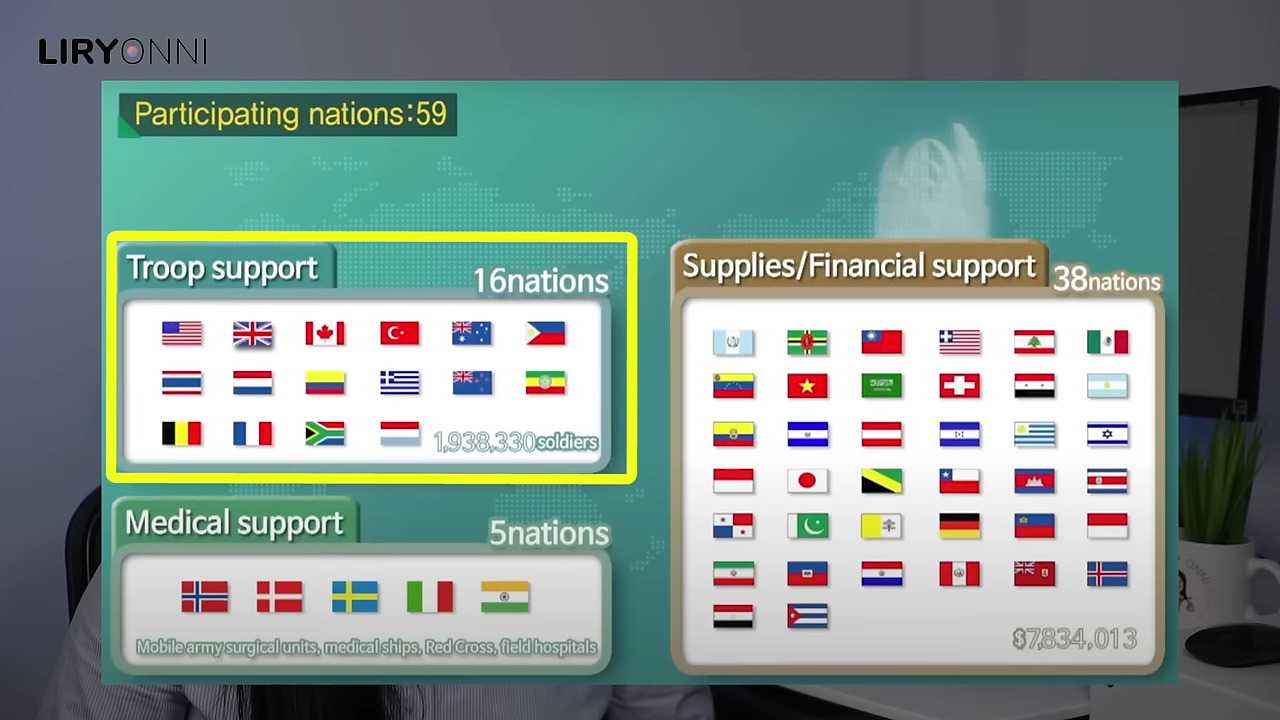 LIRYONNI
Participating nations:59
Troop support
16nations
1,938,330soldiers
Medical support
5nations
Mobile army surgical units, medical ships, Red Cross, field hospitals
Supplies/Financial support
38nations
$7,834,013